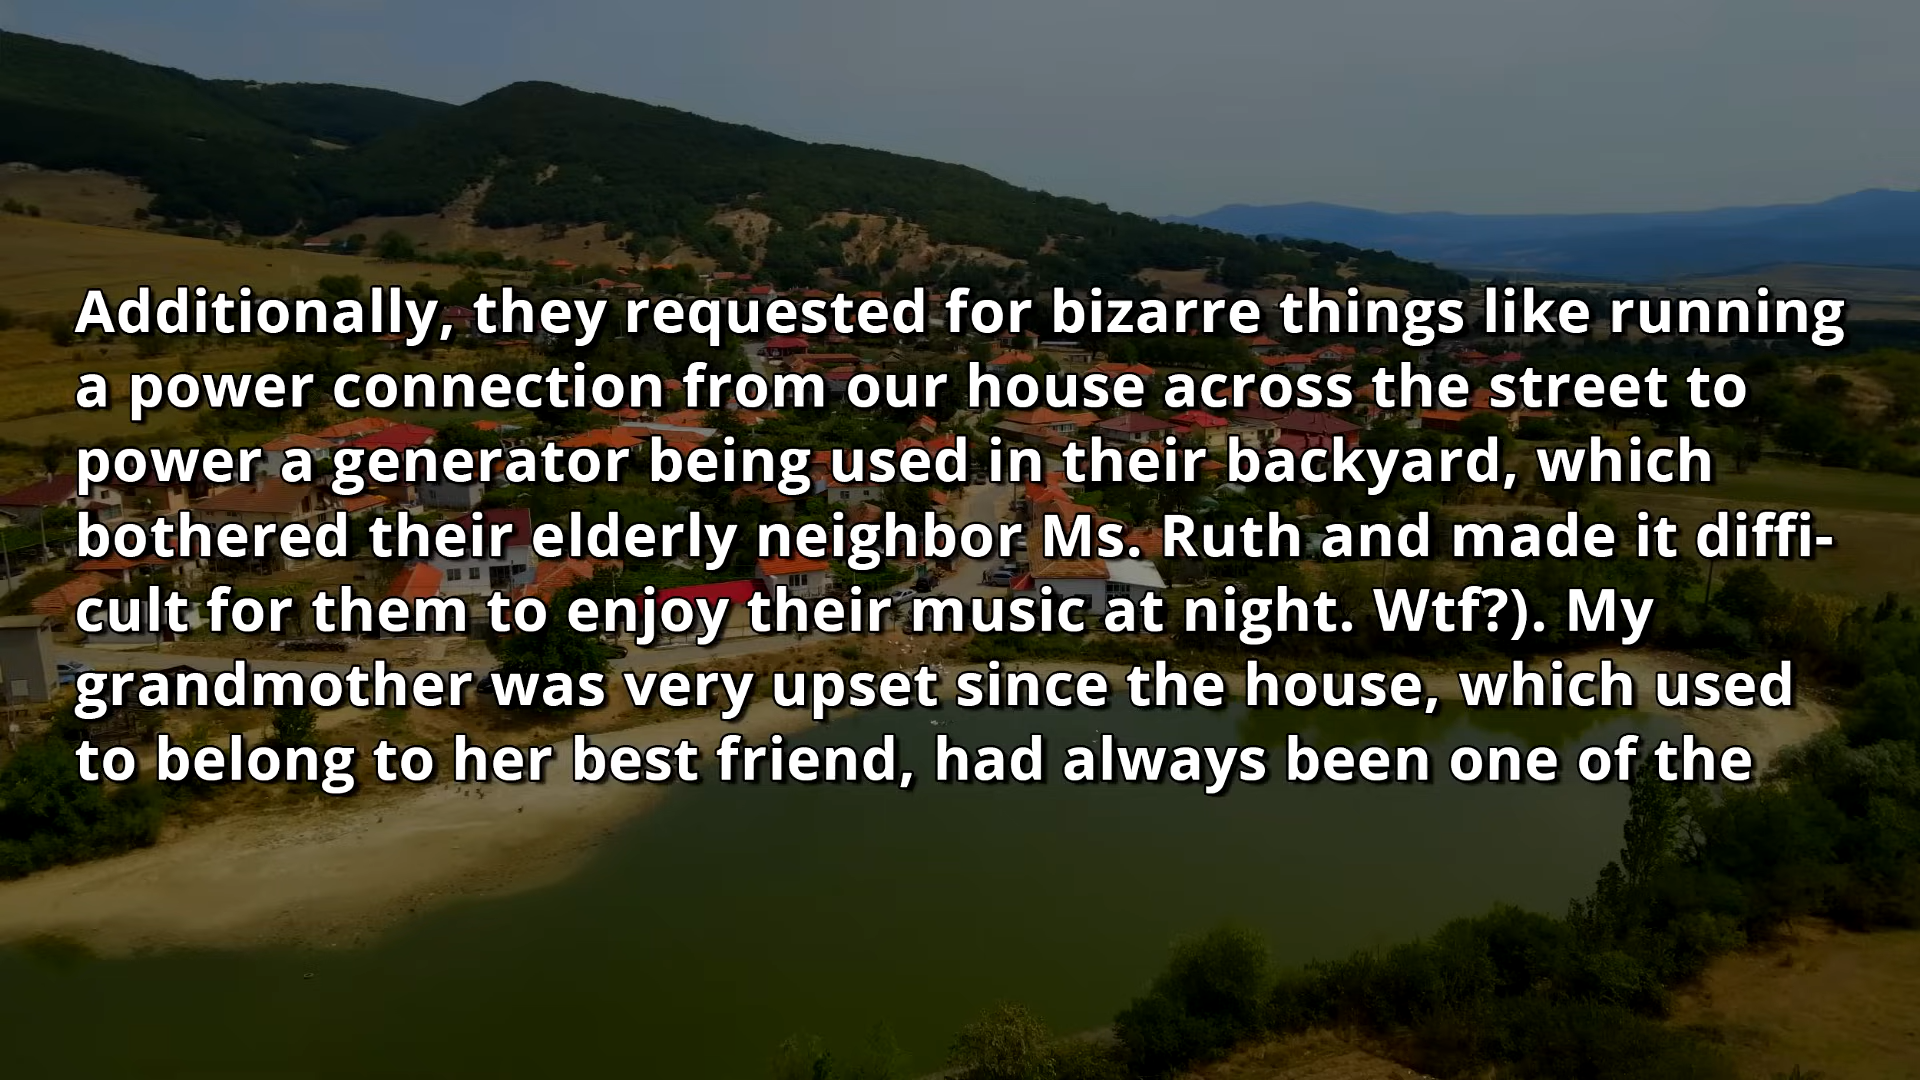 Additionally, they requested for bizarre things like running
a power connection from our house across the street to
power a generator being used in their backyard, which
bothered their elderly neighbor Ms. Ruth and made it diffi-
cult for them to enjoy their music at night. Wtf?). My
grandmother was very upset since the house, which used
to belong to her best friend, had always been one of the